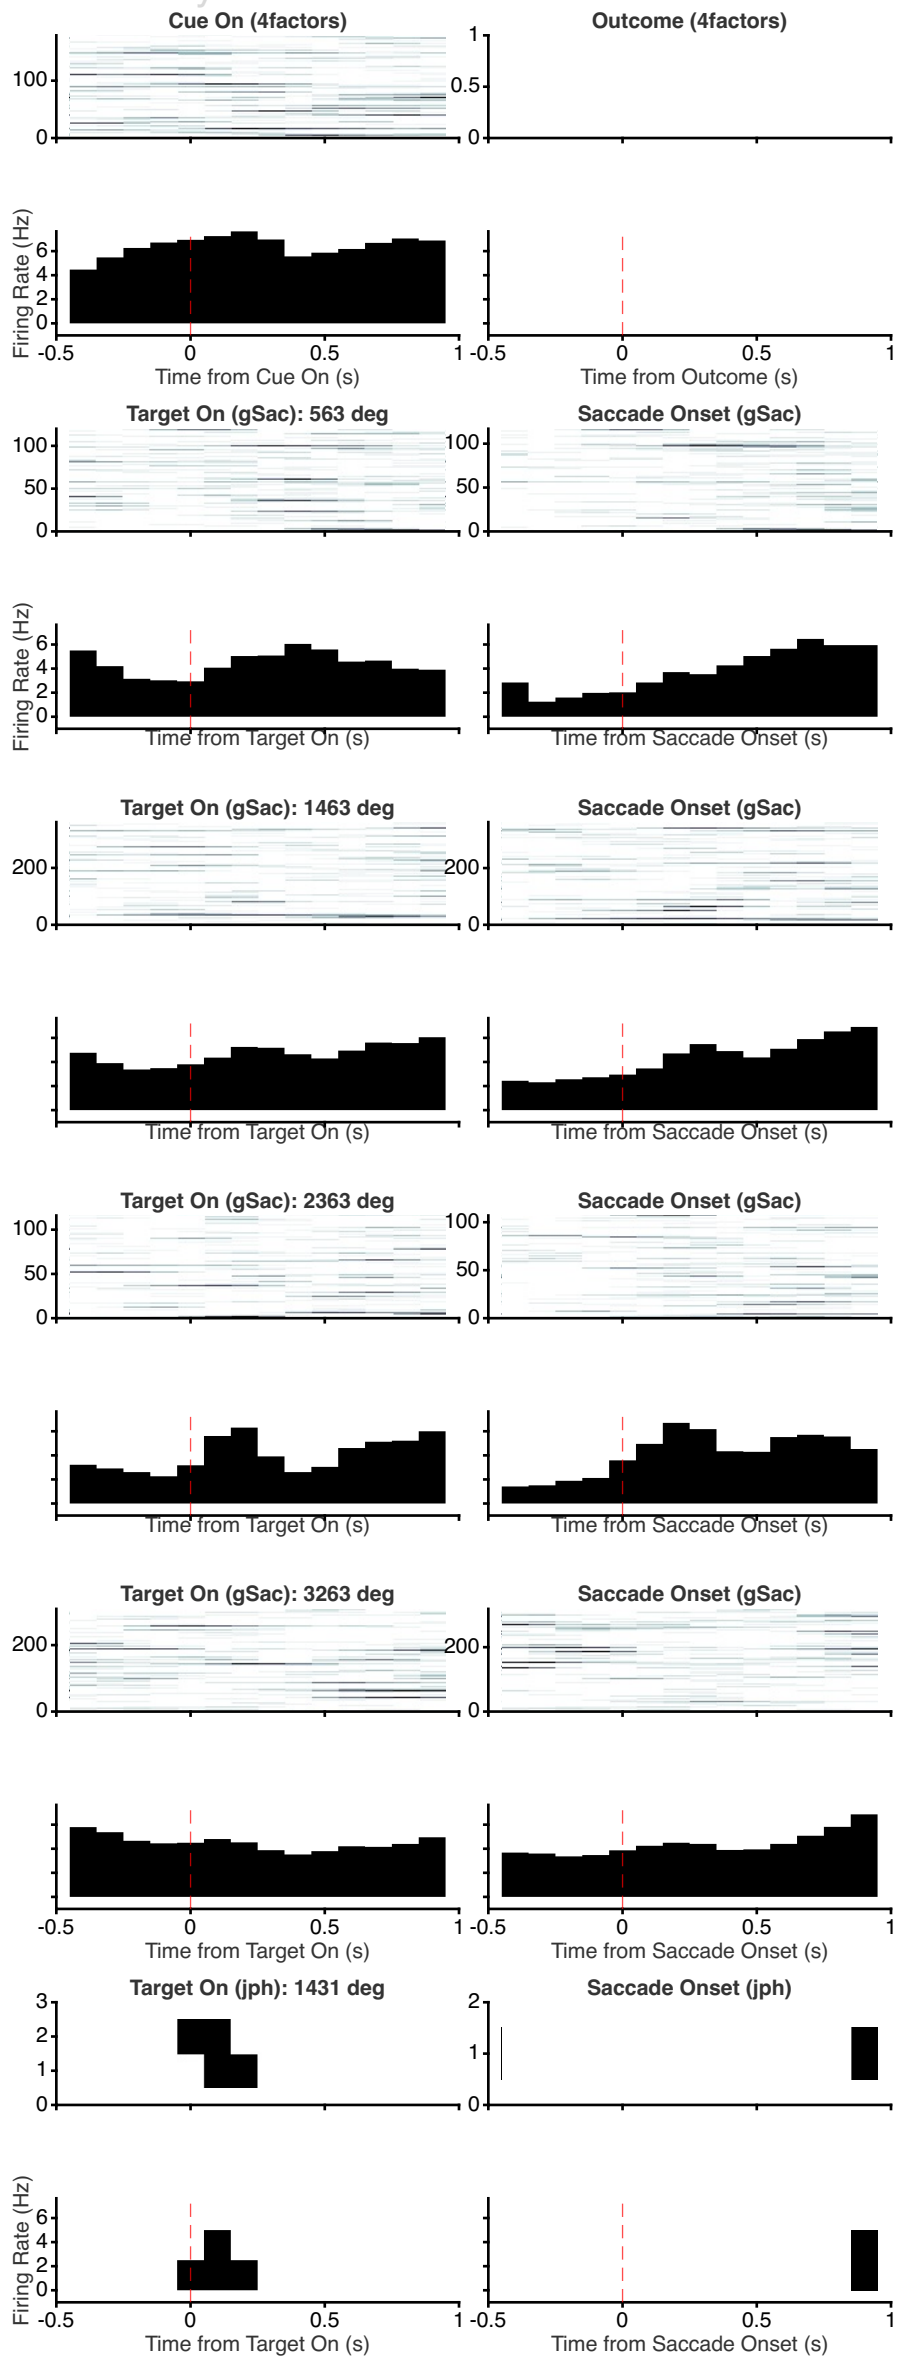 Cue On (4factors) Outcome (4factors)
100
0
1
0.5
0
Firing Rate (Hz)
6
4
2
0
-0.5 0 0.5 1 -0.5 0 0.5 1
Time from Cue On (s) Time from Outcome (s)
Target On (gSac): 563 deg Saccade Onset (gSac)
100
50
0
100
50
0
Firing Rate (Hz)
6
4
2
0
Time from Target On (s) Time from Saccade Onset (s)
Target On (gSac): 1463 deg Saccade Onset (gSac)
200
0
200
0
Time from Target On (s) Time from Saccade Onset (s)
Target On (gSac): 2363 deg Saccade Onset (gSac)
100
50
0
100
50
0
Time from Target On (s) Time from Saccade Onset (s)
Target On (gSac): 3263 deg Saccade Onset (gSac)
200
0
200
0
-0.5 0 0.5 1 -0.5 0 0.5 1
Time from Target On (s) Time from Saccade Onset (s)
Target On (jph): 1431 deg Saccade Onset (jph)
3
2
1
0
2
1
0
Firing Rate (Hz)
6
4
2
0
-0.5 0 0.5 1 -0.5 0 0.5 1
Time from Target On (s) Time from Saccade Onset (s)